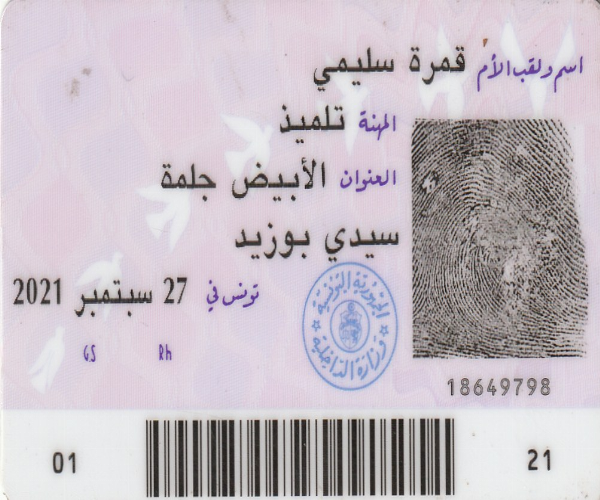 اسم ولقب الأم قمرة سليمي
المهنة تلميذ
العنوان الأبيض جلمة
سيدي بوزيد
تونس في 27 سبتمبر 2021
GS Rh
الجمهورية التونسية
وزارة الداخلية
18649798
01 21